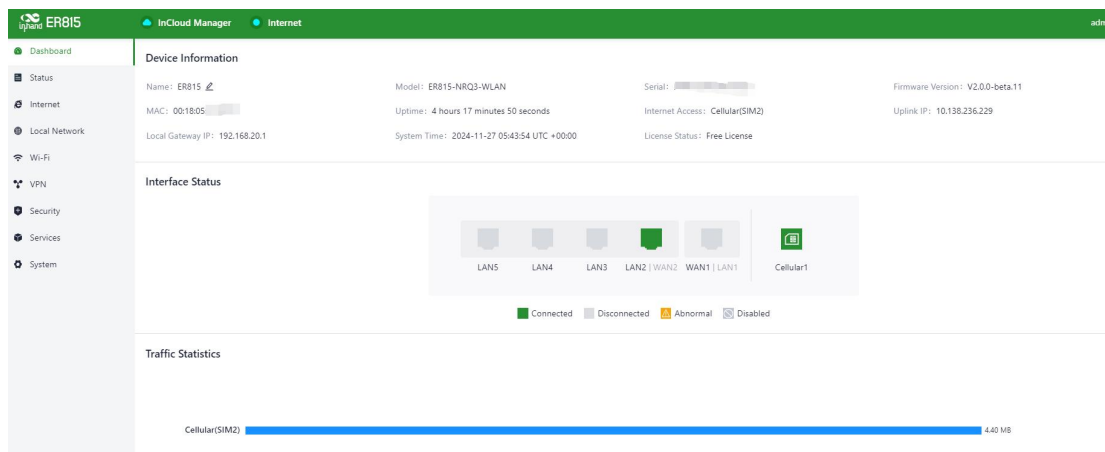 inhand ER815
InCloud Manager
Internet
Dashboard
Status
Internet
Local Network
Wi-Fi
VPN
Security
Services
System
Device Information
Name: ER815
Model: ER815-NRQ3-WLAN
Serial:
Firmware Version: V2.0.0-beta.11
MAC: 00:18:05
Uptime: 4 hours 17 minutes 50 seconds
Internet Access: Cellular(SIM2)
Uplink IP: 10.138.236.229
Local Gateway IP: 192.168.20.1
System Time: 2024-11-27 05:43:54 UTC +00:00
License Status: Free License
Interface Status
LAN5 LAN4 LAN3 LAN2 | WAN2 WAN1 | LAN1 Cellular1
Connected Disconnected Abnormal Disabled
Traffic Statistics
Cellular(SIM2) 4.40 MB